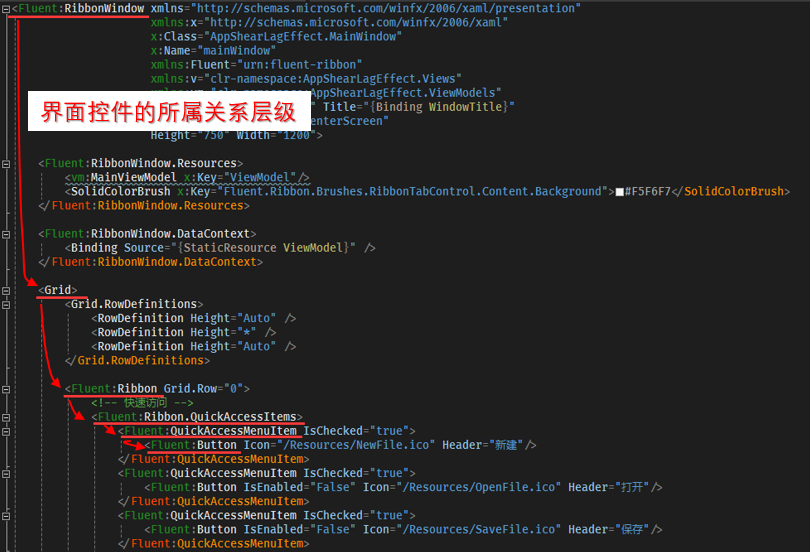 <Fluent:RibbonWindow xmlns="http://schemas.microsoft.com/winfx/2006/xaml/presentation"
xmlns:x="http://schemas.microsoft.com/winfx/2006/xaml"
x:Class="AppShearLagEffect.MainWindow"
x:Name="mainWindow"
xmlns:Fluent="urn:fluent-ribbon"
xmlns:v="clr-namespace:AppShearLagEffect.Views"
AppShearLagEffect.ViewModels"
界面控件的所属关系层级
" Title="{Binding WindowTitle}"
Height="750" Width="1200">
<Fluent:RibbonWindow.Resources>
<vm:MainViewModel x:Key="ViewModel"/>
<SolidColorBrush x:Key="Fluent.Ribbon.Brushes.RibbonTabControl.Content.Background">#F5F6F7</SolidColorBrush>
</Fluent:RibbonWindow.Resources>
<Fluent:RibbonWindow.DataContext>
<Binding Source="{StaticResource ViewModel}" />
</Fluent:RibbonWindow.DataContext>
<Grid>
<Grid.RowDefinitions>
<RowDefinition Height="Auto" />
<RowDefinition Height="*" />
<RowDefinition Height="Auto" />
</Grid.RowDefinitions>
<Fluent:Ribbon Grid.Row="0">
<!-- 快速访问 -->
<Fluent:Ribbon.QuickAccessItems>
<Fluent:QuickAccessMenuItem IsChecked="true">
<Fluent:Button Icon="/Resources/NewFile.ico" Header="新建"/>
</Fluent:QuickAccessMenuItem>
<Fluent:QuickAccessMenuItem IsChecked="true">
<Fluent:Button IsEnabled="False" Icon="/Resources/OpenFile.ico" Header="打开"/>
</Fluent:QuickAccessMenuItem>
<Fluent:QuickAccessMenuItem IsChecked="true">
<Fluent:Button IsEnabled="False" Icon="/Resources/SaveFile.ico" Header="保存"/>
</Fluent:QuickAccessMenuItem>